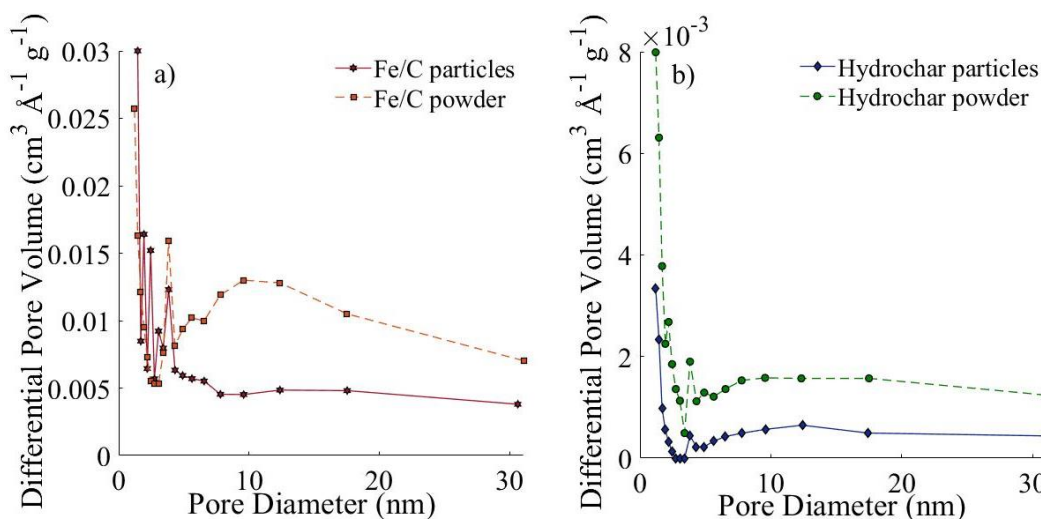 a)
Fe/C particles
Fe/C powder
Differential Pore Volume (cm³ Å⁻¹ g⁻¹)
0.03
0.025
0.02
0.015
0.01
0.005
0
0 10 20 30
Pore Diameter (nm)
×10⁻³
b)
Hydrochar particles
Hydrochar powder
Differential Pore Volume (cm³ Å⁻¹ g⁻¹)
8
6
4
2
0
0 10 20 30
Pore Diameter (nm)